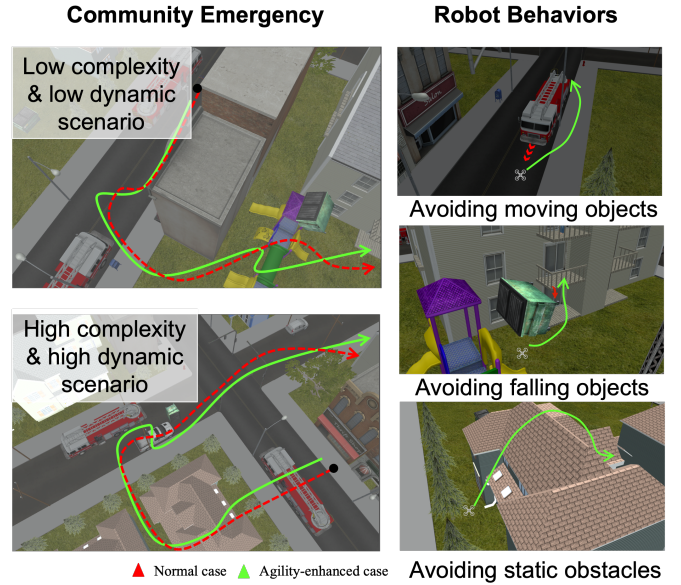 Community Emergency
Robot Behaviors
Low complexity
& low dynamic
scenario
Avoiding moving objects
Avoiding falling objects
High complexity
& high dynamic
scenario
Avoiding static obstacles
Normal case
Agility-enhanced case